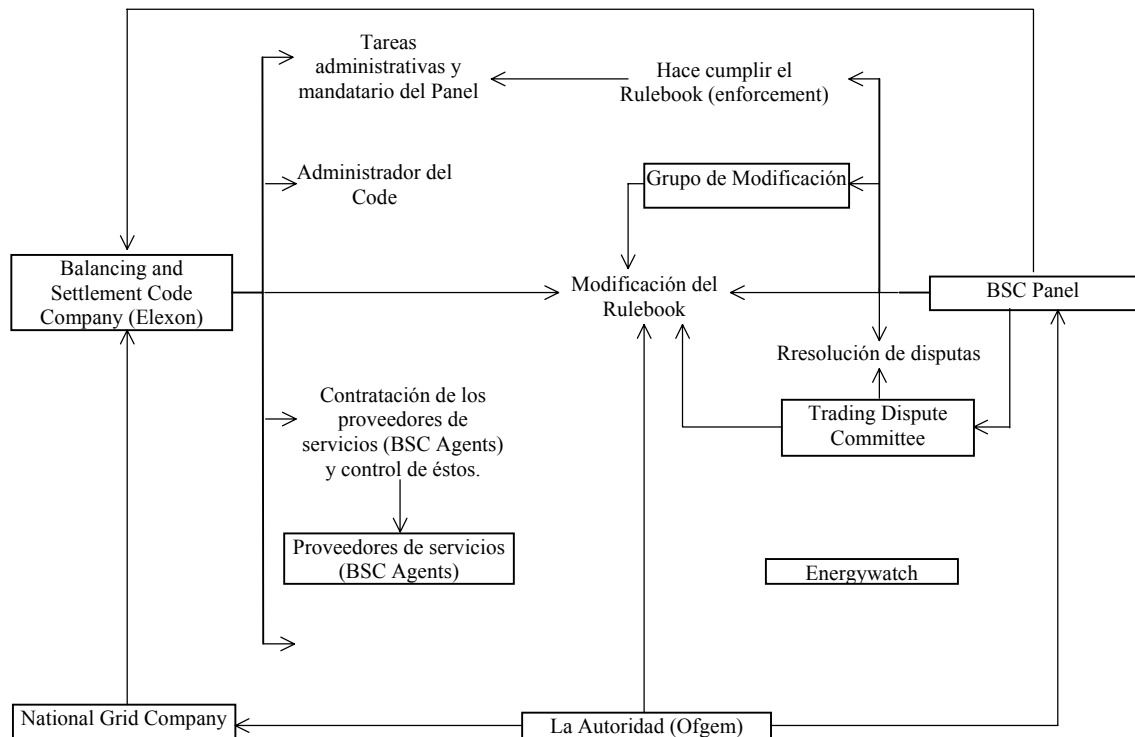 Tareas
administrativas y
mandatario del Panel
Hace cumplir el
Rulebook (enforcement)
Administrador del
Code
Grupo de Modificación
Balancing and
Settlement Code
Company (Elexon)
Modificación del
Rulebook
BSC Panel
Rresolución de disputas
Contratación de los
proveedores de
servicios (BSC Agents)
y control de éstos.
Trading Dispute
Committee
Proveedores de servicios
(BSC Agents)
Energywatch
National Grid Company
La Autoridad (Ofgem)